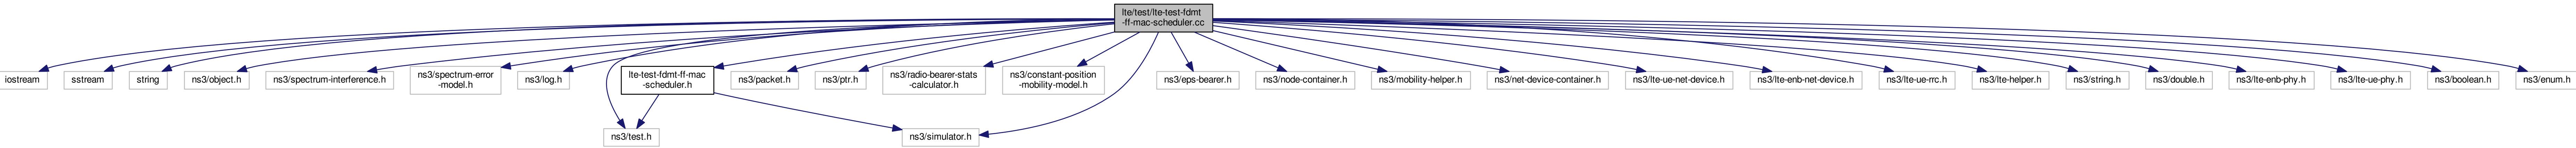 lte/test/lte-test-fdmt
-ff-mac-scheduler.cc
iostream
sstream
string
ns3/object.h
ns3/spectrum-interference.h
ns3/spectrum-error
-model.h
ns3/log.h
lte-test-fdmt-ff-mac
-scheduler.h
ns3/packet.h
ns3/ptr.h
ns3/radio-bearer-stats
-calculator.h
ns3/constant-position
-mobility-model.h
ns3/eps-bearer.h
ns3/node-container.h
ns3/mobility-helper.h
ns3/net-device-container.h
ns3/lte-ue-net-device.h
ns3/lte-enb-net-device.h
ns3/lte-ue-rrc.h
ns3/lte-helper.h
ns3/string.h
ns3/double.h
ns3/lte-enb-phy.h
ns3/lte-ue-phy.h
ns3/boolean.h
ns3/enum.h
ns3/test.h
ns3/simulator.h